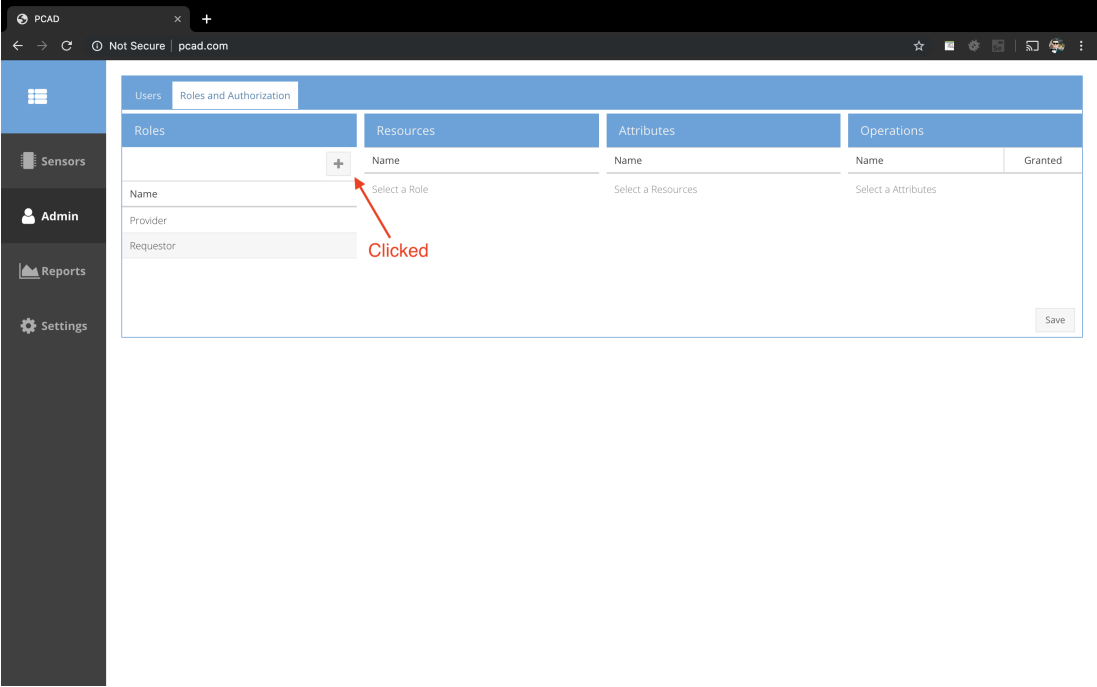 PCAD
Not Secure pcad.com
Users Roles and Authorization
Roles Resources Attributes Operations
Name Name Name Granted
Sensors
Select a Role Select a Resources Select a Attributes
Name
Admin
Provider
Requestor
Clicked
Reports
Save
Settings